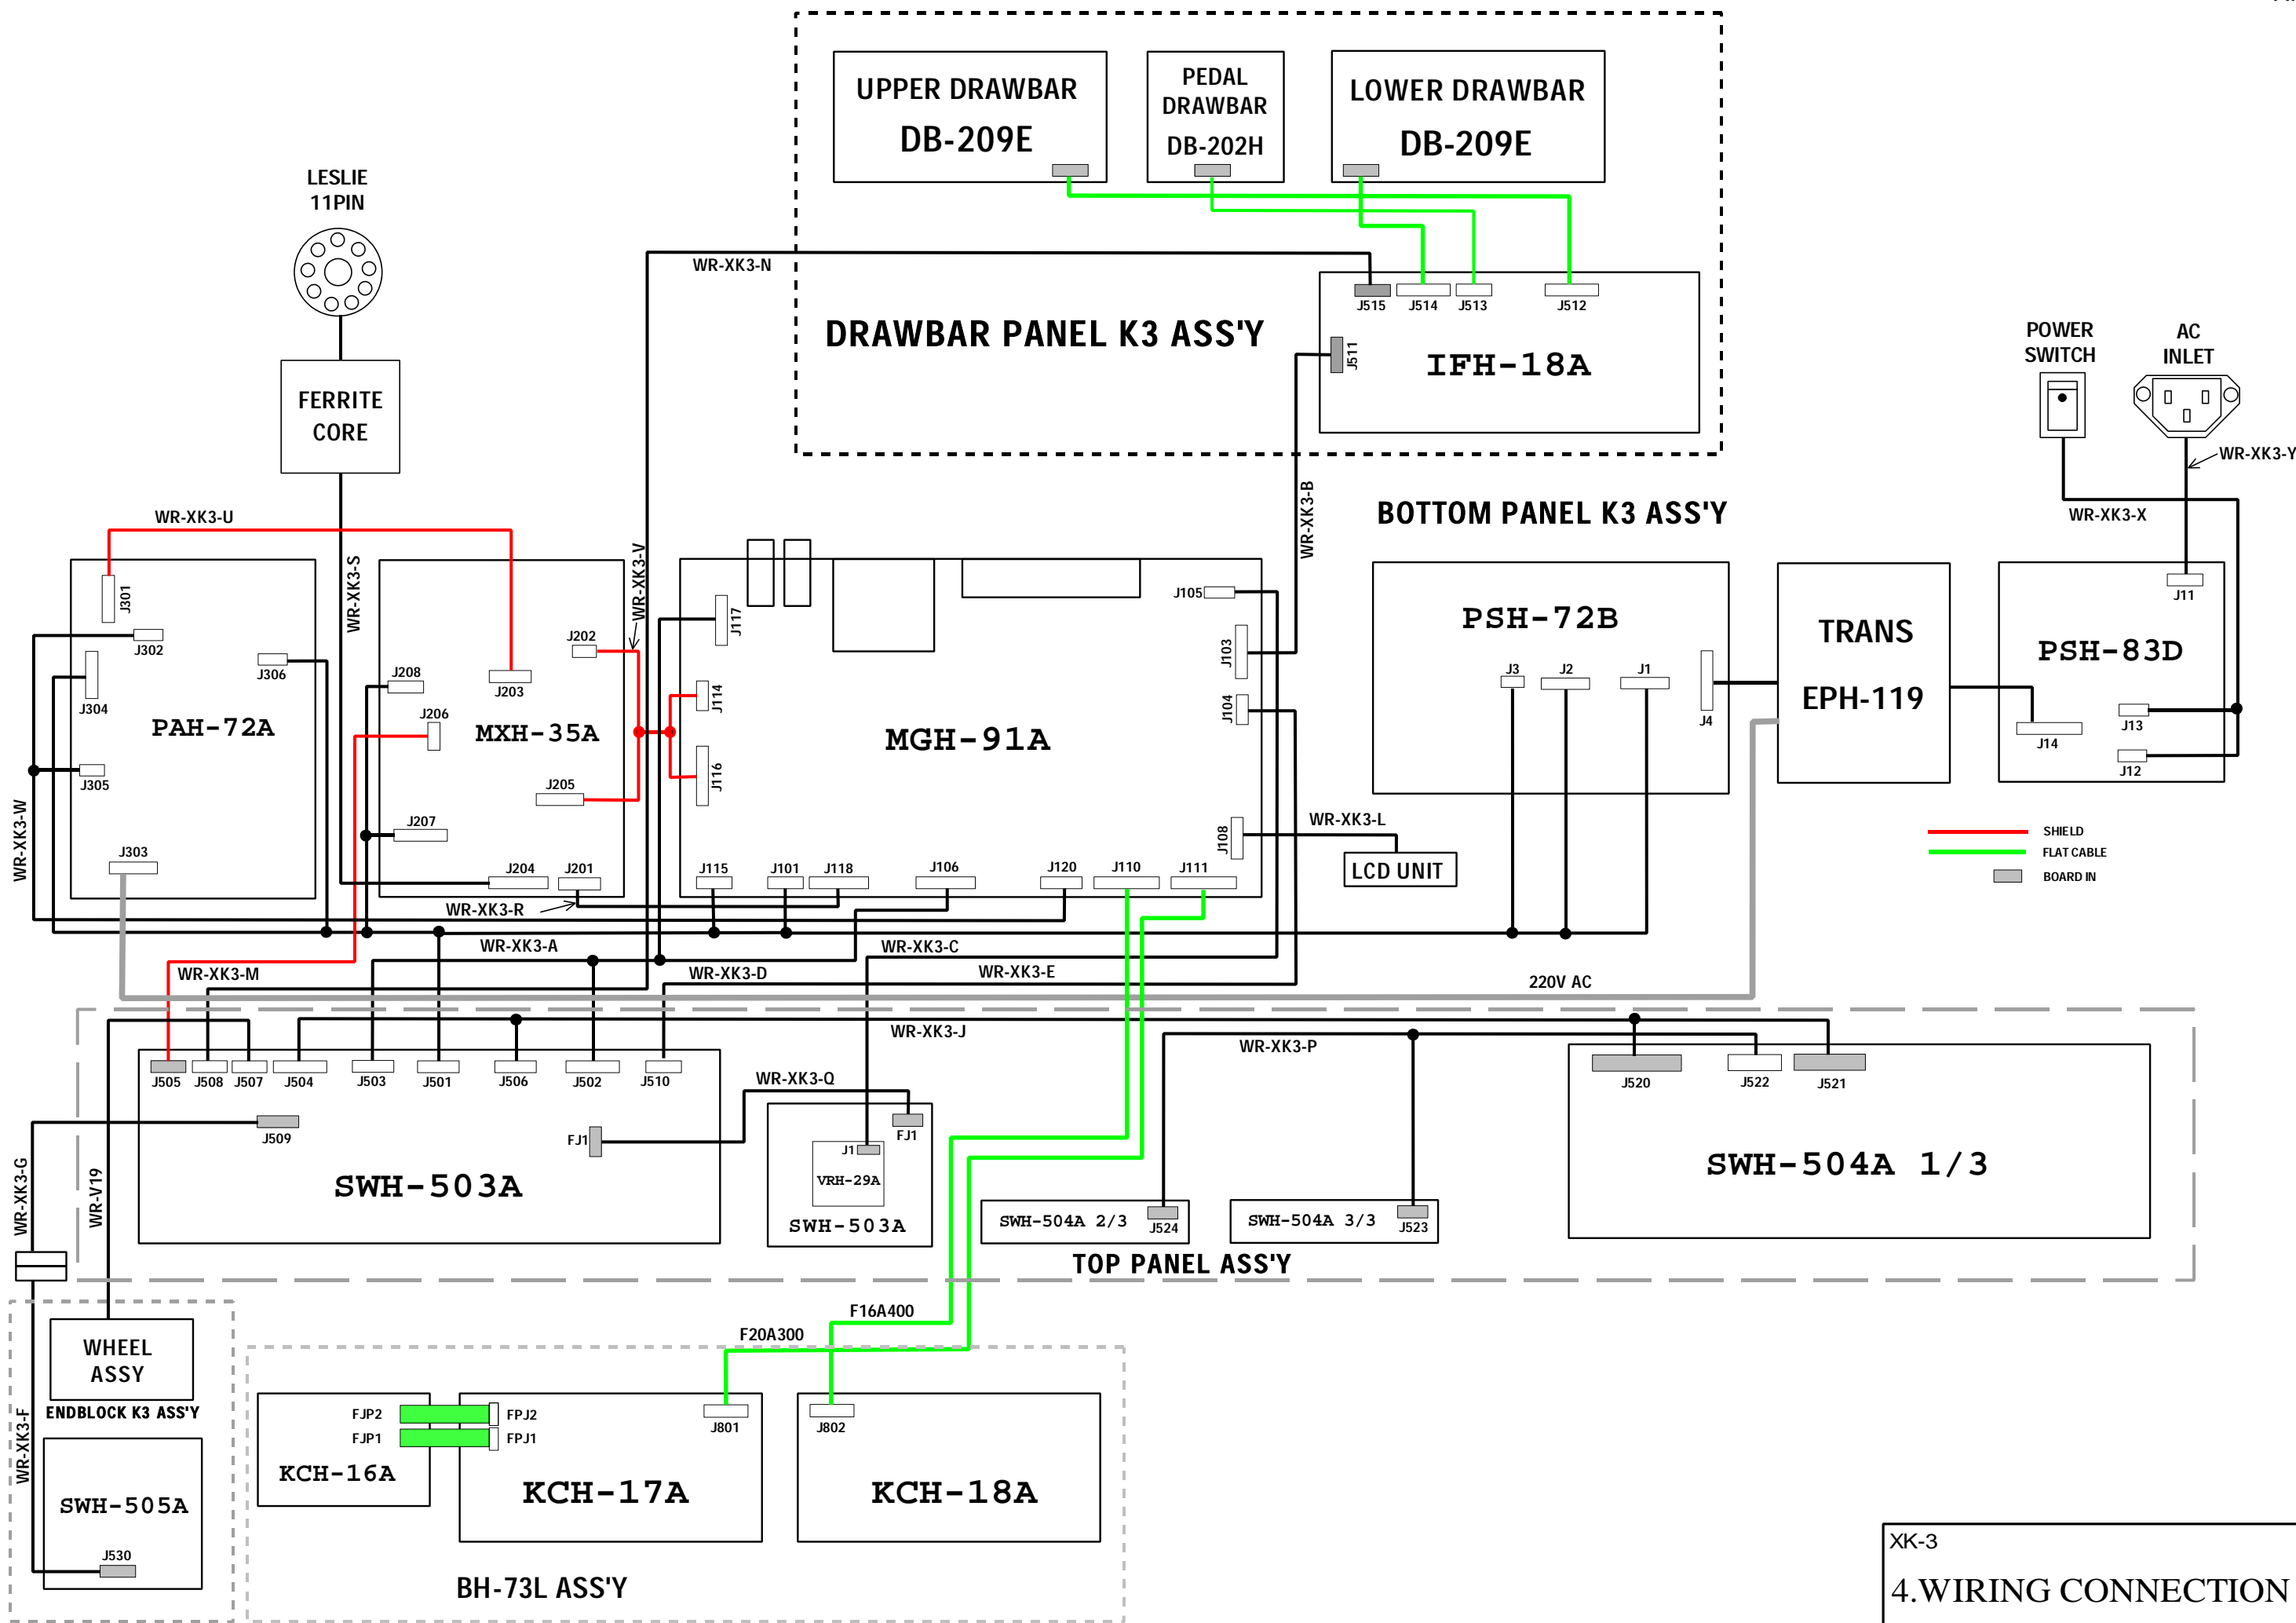 UPPER DRAWBAR
DB-209E
PEDAL
DRAWBAR
DB-202H
LOWER DRAWBAR
DB-209E
LESLIE
11PIN
FERRITE
CORE
WR-XK3-N
DRAWBAR PANEL K3 ASS'Y
J515
J514
J513
J512
J511
IFH-18A
POWER
SWITCH
AC
INLET
WR-XK3-Y
WR-XK3-X
WR-XK3-B
BOTTOM PANEL K3 ASS'Y
WR-XK3-U
WR-XK3-S
WR-XK3-V
J301
J302
J304
J306
PAH-72A
J305
J303
WR-XK3-W
J202
J208
J203
J206
MXH-35A
J205
J207
J204
J201
WR-XK3-R
J117
J105
J103
J114
J104
MGH-91A
J116
J108
J115
J101
J118
J106
J120
J110
J111
WR-XK3-L
LCD UNIT
PSH-72B
J3
J2
J1
J4
TRANS
EPH-119
J11
PSH-83D
J13
J14
J12
SHIELD
FLAT CABLE
BOARD IN
WR-XK3-A
WR-XK3-C
WR-XK3-M
WR-XK3-D
WR-XK3-E
220V AC
WR-XK3-J
WR-XK3-P
J505
J508
J507
J504
J503
J501
J506
J502
J510
WR-XK3-Q
J509
FJ1
SWH-503A
FJ1
J1
VRH-29A
SWH-503A
SWH-504A 2/3
J524
SWH-504A 3/3
J523
J520
J522
J521
SWH-504A 1/3
TOP PANEL ASS'Y
WR-XK3-G
WR-V19
WHEEL
ASSY
ENDBLOCK K3 ASS'Y
WR-XK3-F
SWH-505A
J530
F16A400
F20A300
FJP2
FPJ2
FJP1
FPJ1
KCH-16A
J801
KCH-17A
J802
KCH-18A
BH-73L ASS'Y
XK-3
4.WIRING CONNECTION